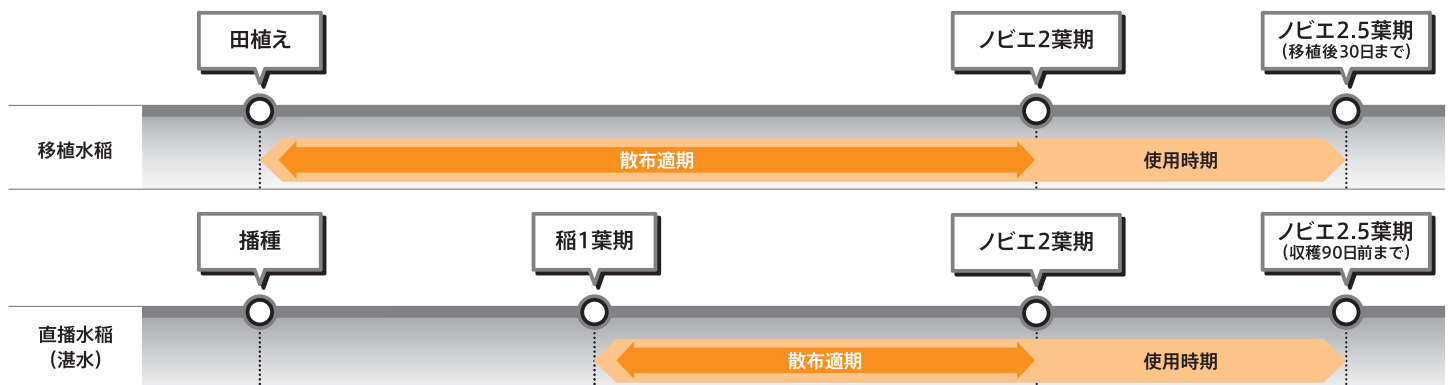 田植え
ノビエ2葉期
ノビエ2.5葉期
(移植後30日まで)
移植水稲
散布適期
使用時期
播種
稲1葉期
ノビエ2葉期
ノビエ2.5葉期
(収穫90日前まで)
直播水稲
(湛水)
散布適期
使用時期